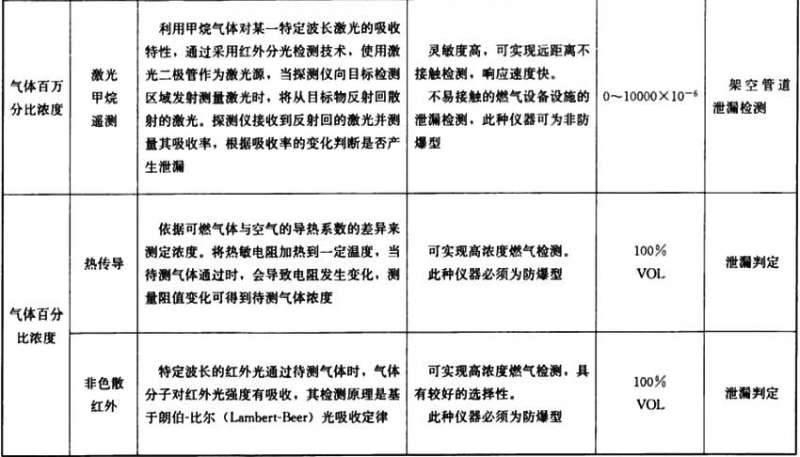 气体百万
分比浓度
激光
甲烷
遥测
利用甲烷气体对某一特定波长激光的吸收
特性，通过采用红外分光检测技术，使用激
光二极管作为激光源，当探测仪向目标检测
区域发射测量激光时，将从目标物反射回散
射的激光。探测仪接收到反射回的激光并测
量其吸收率，根据吸收率的变化判断是否产
生泄漏
灵敏度高，可实现远距离不
接触检测，响应速度快。
不易接触的燃气设备设施的
泄漏检测，此种仪器可为非防
爆型
0～10000×10⁻⁶
架空管道
泄漏检测
气体百分
比浓度
热传导
依据可燃气体与空气的导热系数的差异来
测定浓度。将热敏电阻加热到一定温度，当
待测气体通过时，会导致电阻发生变化，测
量阻值变化可得到待测气体浓度
可实现高浓度燃气检测。
此种仪器必须为防爆型
100%
VOL
泄漏判定
非色散
红外
特定波长的红外光通过待测气体时，气体
分子对红外光强度有吸收，其检测原理是基
于朗伯-比尔（Lambert-Beer）光吸收定律
可实现高浓度燃气检测，具
有较好的选择性。
此种仪器必须为防爆型
100%
VOL
泄漏判定